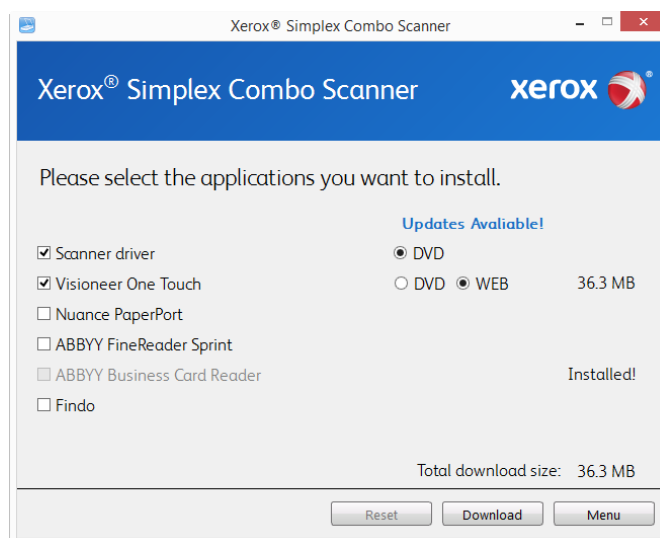 Xerox® Simplex Combo Scanner
Xerox® Simplex Combo Scanner
xerox ®
Please select the applications you want to install.
Updates Avaliable!
Scanner driver DVD
Visioneer One Touch DVD WEB 36.3 MB
Nuance PaperPort
ABBYY FineReader Sprint
ABBYY Business Card Reader Installed!
Findo
Total download size: 36.3 MB
Reset Download Menu